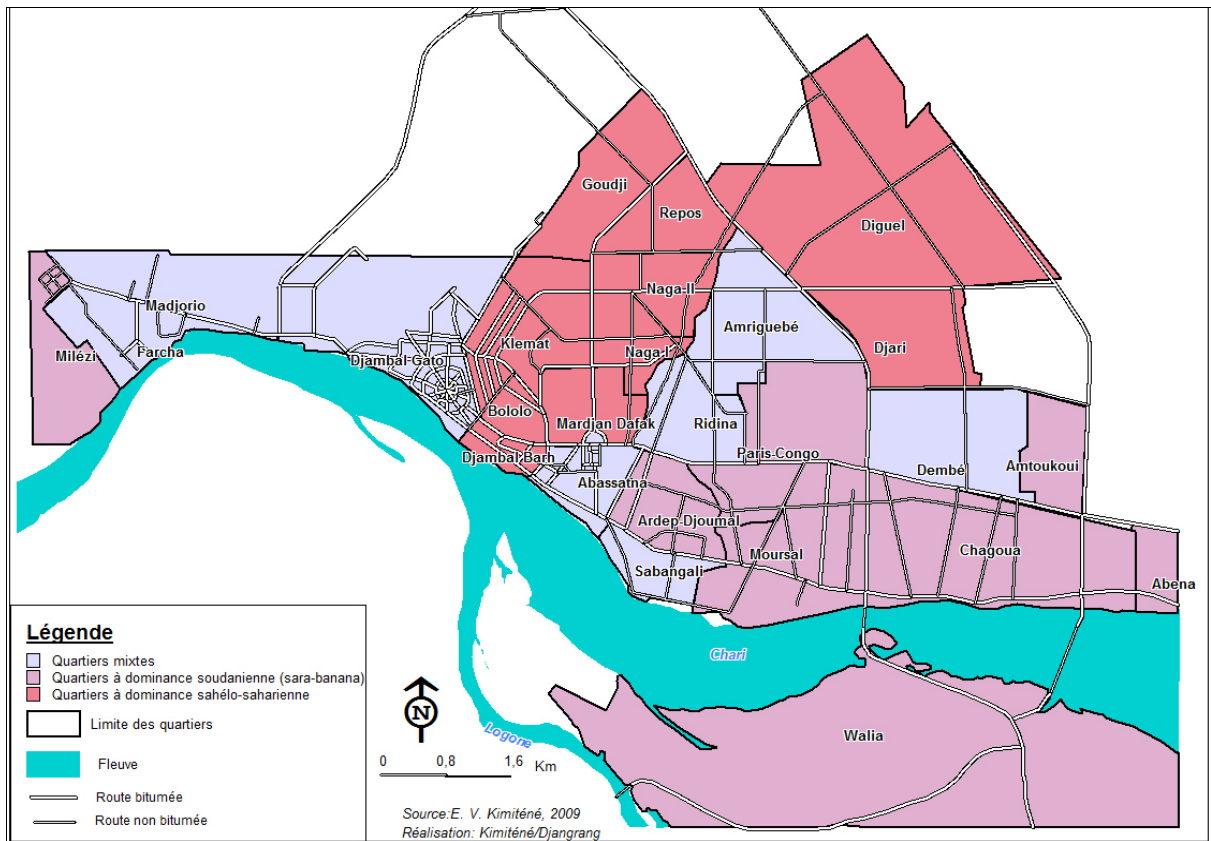 Goudji
Repos
Diguel
Naga-II
Madjorio
Amriguebé
Klemat
Naga-I
Djari
Milézi
Farcha
Djambal Gato
Bololo
Mardjan Dafak
Ridina
Djambal Barh
Paris-Congo
Dembé
Amtoukoui
Abassatna
Ardep-Djoumal
Moursal
Chagoua
Sabangali
Abena
Chari
Walia
Logone
Légende
Quartiers mixtes
Quartiers à dominance soudanienne (sara-banana)
Quartiers à dominance sahélo-saharienne
Limite des quartiers
Fleuve
Route bitumée
Route non bitumée
N
0 0,8 1,6 Km
Source:E. V. Kimiténé, 2009
Réalisation: Kimiténé/Djangrang